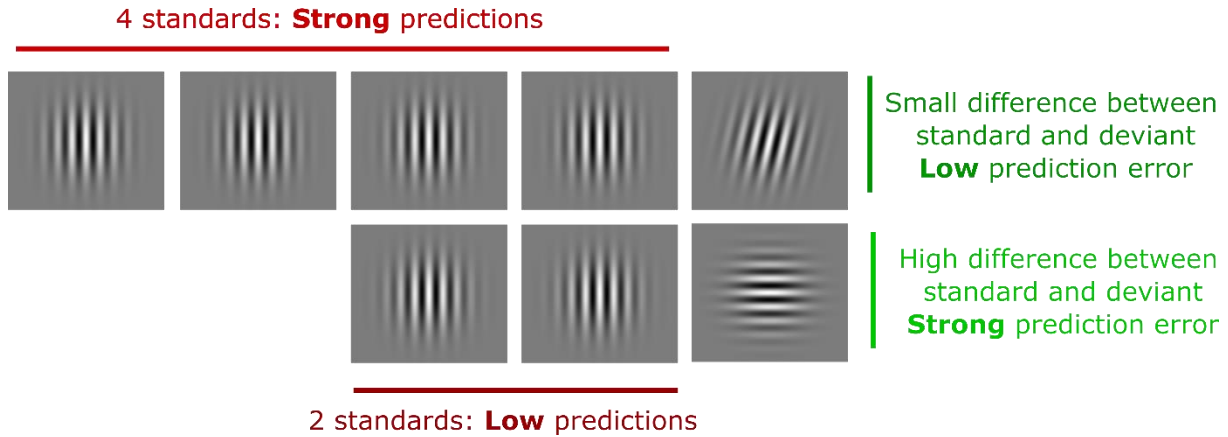 4 standards: Strong predictions
Small difference between
standard and deviant
Low prediction error
High difference between
standard and deviant
Strong prediction error
2 standards: Low predictions